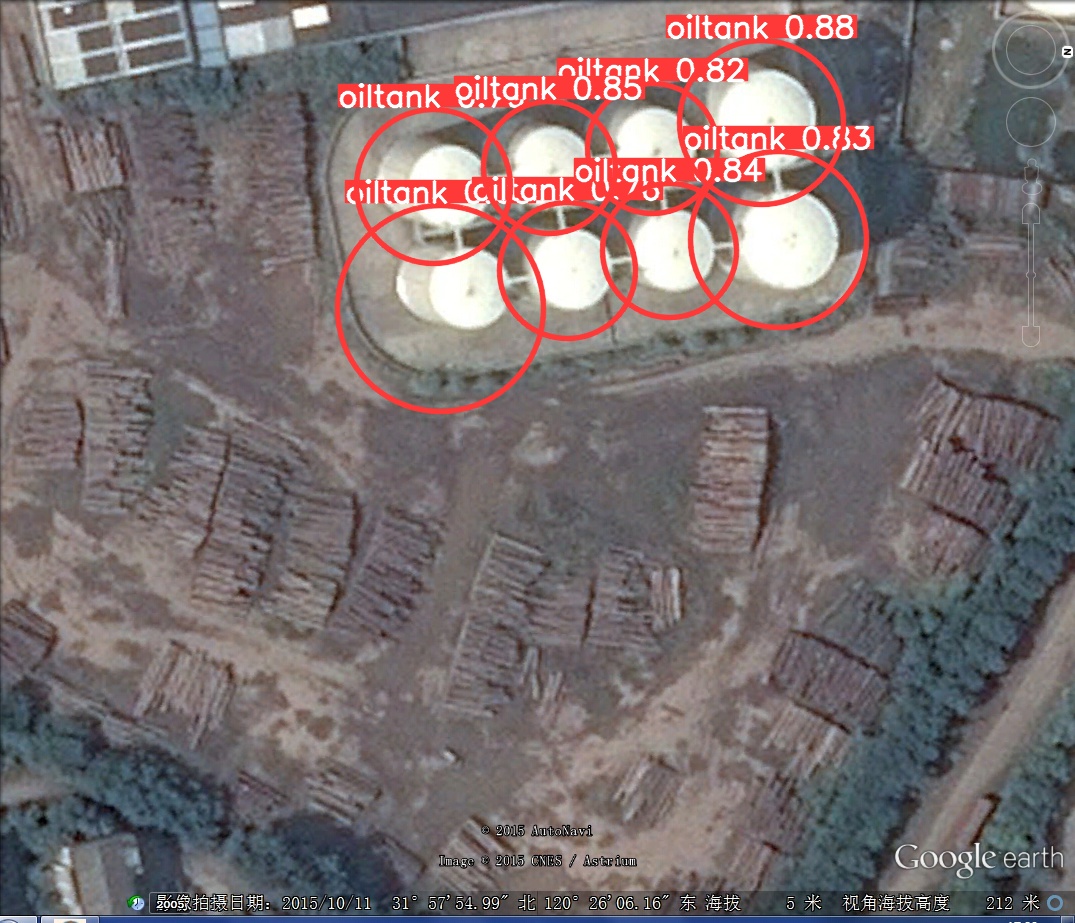 oiltank 0.88
oiltank 0.82
oiltank 0.85
oiltank
oiltank 0.83
oiltank 0.84
oiltank
oiltank
N
© 2015 AutoNavi
Image © 2015 CNES / Astrium
Google earth
影像拍摄日期: 2015/10/11 31° 57'54.99" 北 120° 26'06.16" 东 海拔 5 米 视角海拔高度 212 米